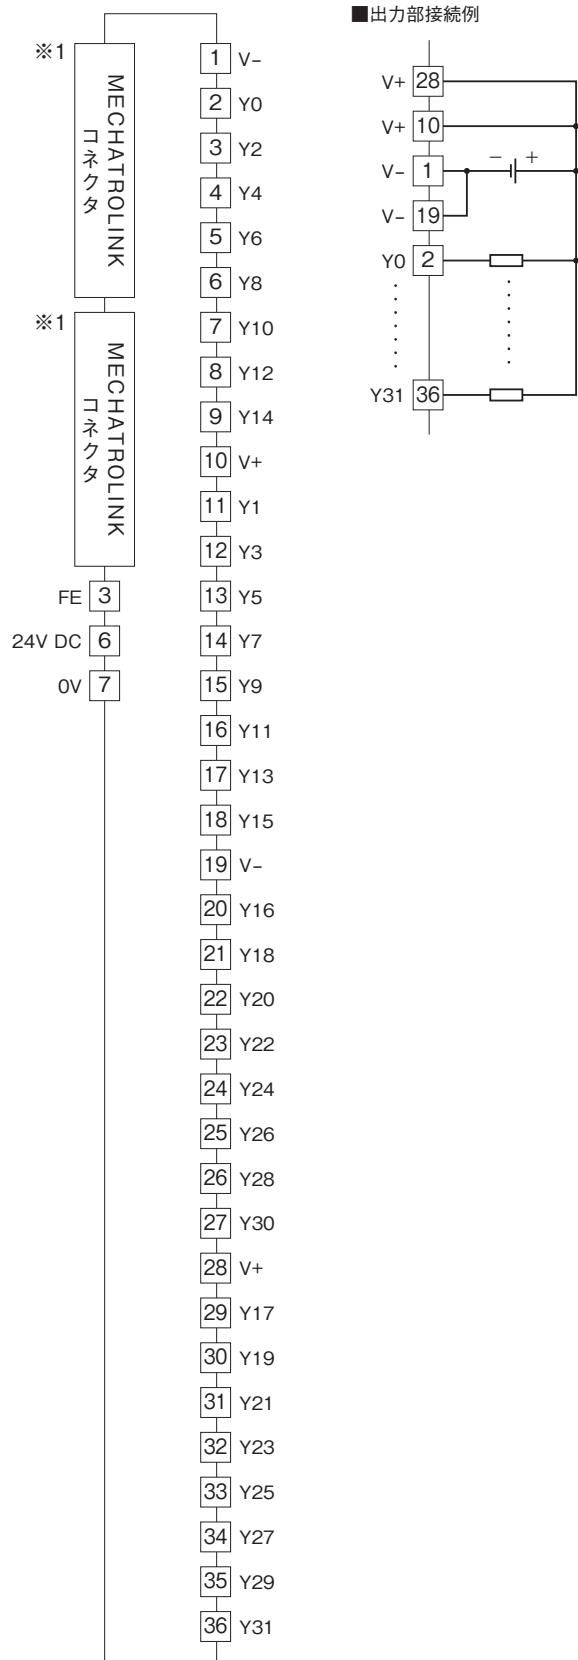 ※1
MECHATROLINK
コネクタ
※1
MECHATROLINK
コネクタ
FE 3
24V DC 6
0V 7
1 V−
2 Y0
3 Y2
4 Y4
5 Y6
6 Y8
7 Y10
8 Y12
9 Y14
10 V+
11 Y1
12 Y3
13 Y5
14 Y7
15 Y9
16 Y11
17 Y13
18 Y15
19 V−
20 Y16
21 Y18
22 Y20
23 Y22
24 Y24
25 Y26
26 Y28
27 Y30
28 V+
29 Y17
30 Y19
31 Y21
32 Y23
33 Y25
34 Y27
35 Y29
36 Y31
■出力部接続例
V+ 28
V+ 10
V− 1 − +
V− 19
Y0 2
Y31 36